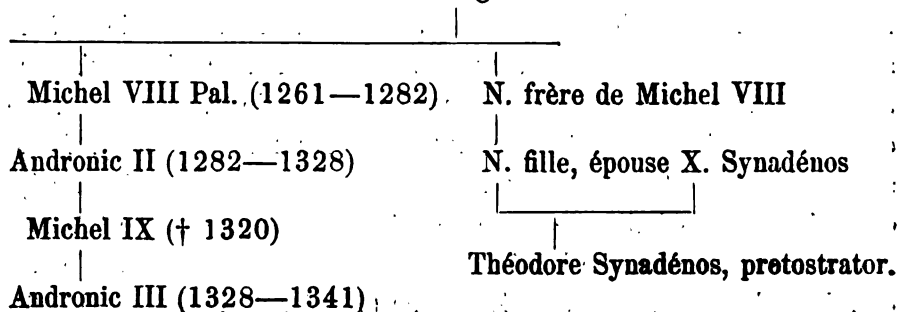 Michel VIII Pal. (1261—1282) N. frère de Michel VIII
Andronic II (1282—1328) N. fille, épouse X. Synadénos
Michel IX († 1320)
Théodore Synadénos, pretostrator.
Andronic III (1328—1341)